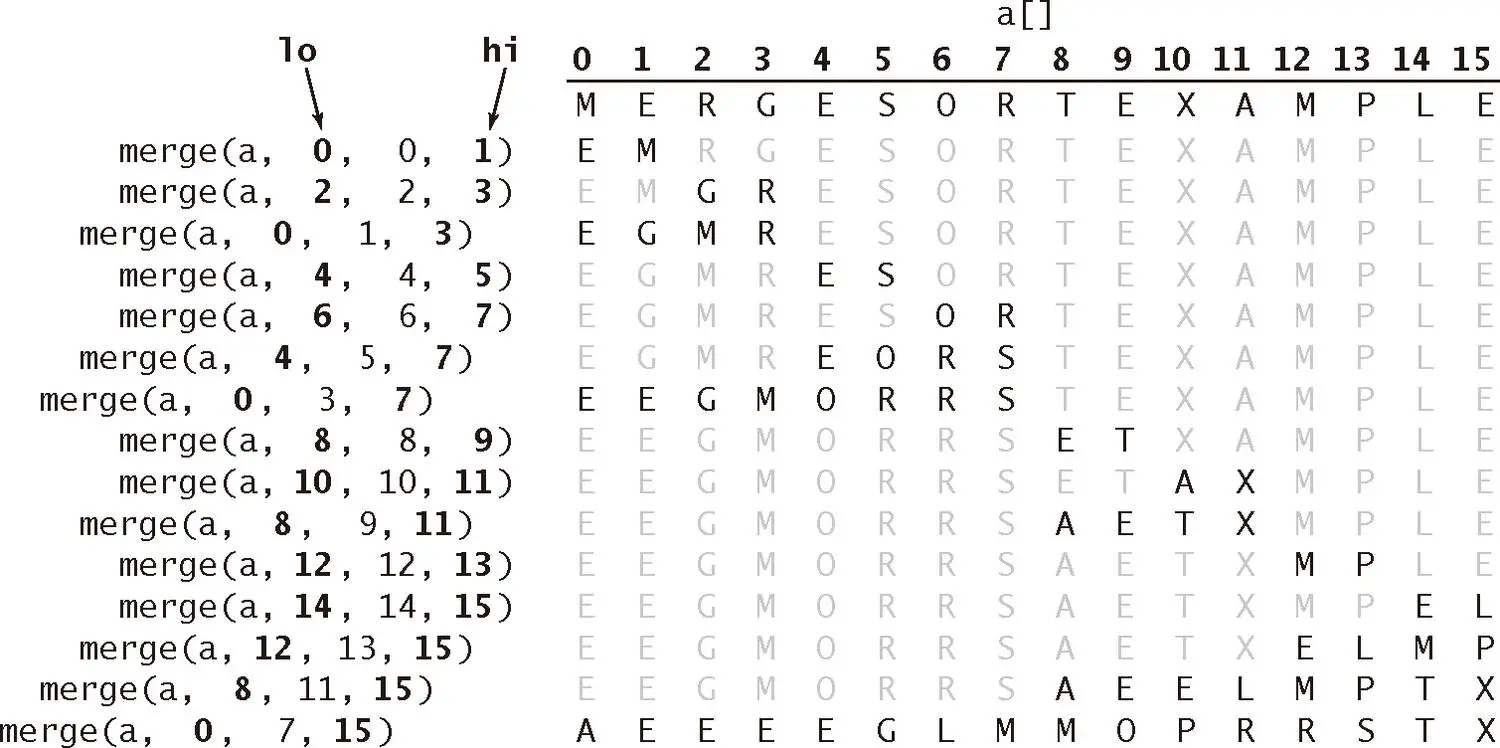 a[]
lo hi 0 1 2 3 4 5 6 7 8 9 10 11 12 13 14 15
M E R G E S O R T E X A M P L E
merge(a, 0, 0, 1) E M R G E S O R T E X A M P L E
merge(a, 2, 2, 3) E M G R E S O R T E X A M P L E
merge(a, 0, 1, 3) E G M R E S O R T E X A M P L E
merge(a, 4, 4, 5) E G M R E S O R T E X A M P L E
merge(a, 6, 6, 7) E G M R E S O R T E X A M P L E
merge(a, 4, 5, 7) E G M R E O R S T E X A M P L E
merge(a, 0, 3, 7) E E G M O R R S T E X A M P L E
merge(a, 8, 8, 9) E E G M O R R S E T X A M P L E
merge(a, 10, 10, 11) E E G M O R R S E T A X M P L E
merge(a, 8, 9, 11) E E G M O R R S A E T X M P L E
merge(a, 12, 12, 13) E E G M O R R S A E T X M P L E
merge(a, 14, 14, 15) E E G M O R R S A E T X M P E L
merge(a, 12, 13, 15) E E G M O R R S A E T X E L M P
merge(a, 8, 11, 15) E E G M O R R S A E E L M P T X
merge(a, 0, 7, 15) A E E E E G L M M O P R R S T X